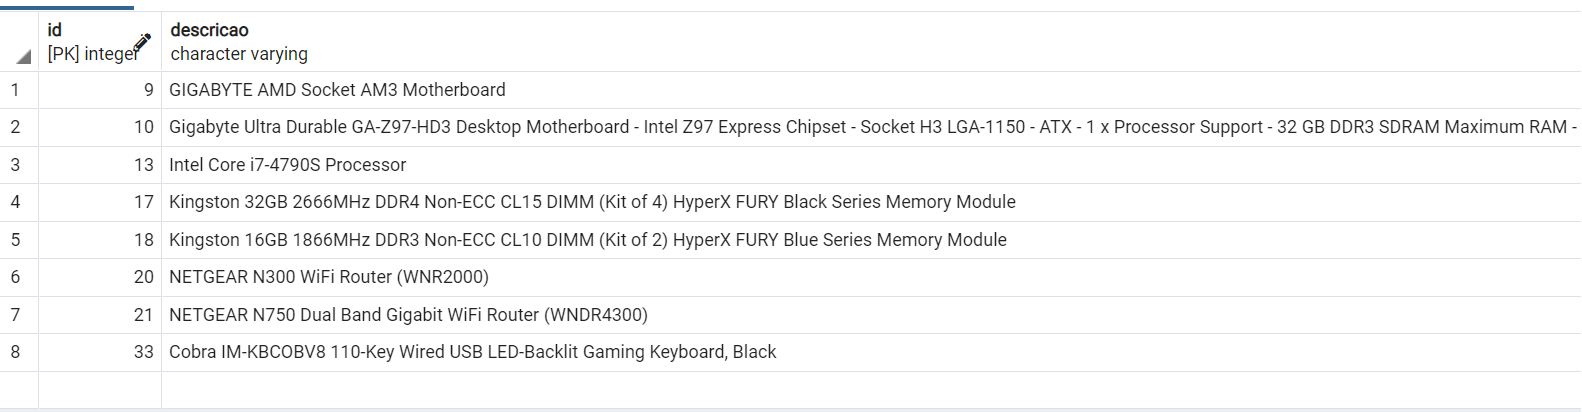 id descricao
[PK] integer character varying
1 9 GIGABYTE AMD Socket AM3 Motherboard
2 10 Gigabyte Ultra Durable GA-Z97-HD3 Desktop Motherboard - Intel Z97 Express Chipset - Socket H3 LGA-1150 - ATX - 1 x Processor Support - 32 GB DDR3 SDRAM Maximum RAM -
3 13 Intel Core i7-4790S Processor
4 17 Kingston 32GB 2666MHz DDR4 Non-ECC CL15 DIMM (Kit of 4) HyperX FURY Black Series Memory Module
5 18 Kingston 16GB 1866MHz DDR3 Non-ECC CL10 DIMM (Kit of 2) HyperX FURY Blue Series Memory Module
6 20 NETGEAR N300 WiFi Router (WNR2000)
7 21 NETGEAR N750 Dual Band Gigabit WiFi Router (WNDR4300)
8 33 Cobra IM-KBCOBV8 110-Key Wired USB LED-Backlit Gaming Keyboard, Black